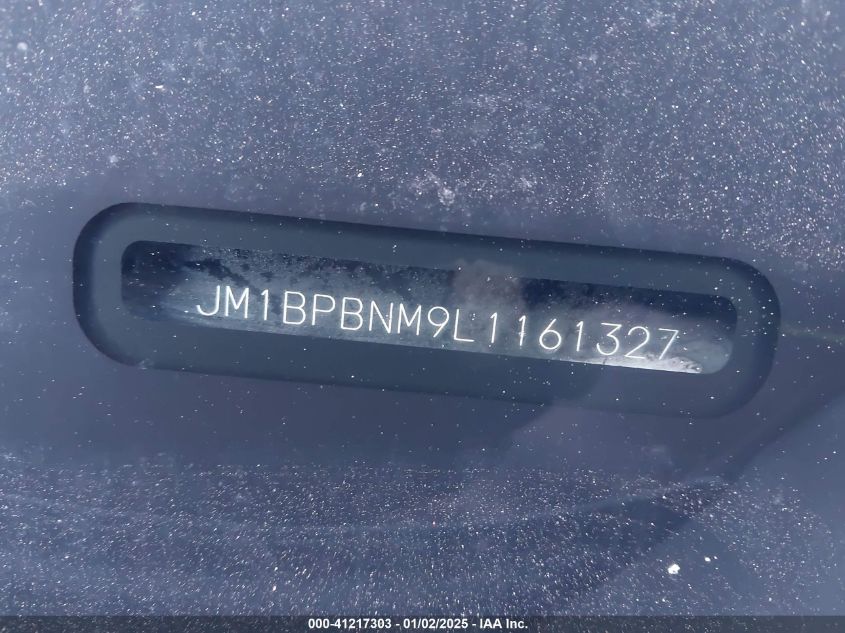 JM1BPBNM9L1161327
000-41217303 - 01/02/2025 - IAA Inc.